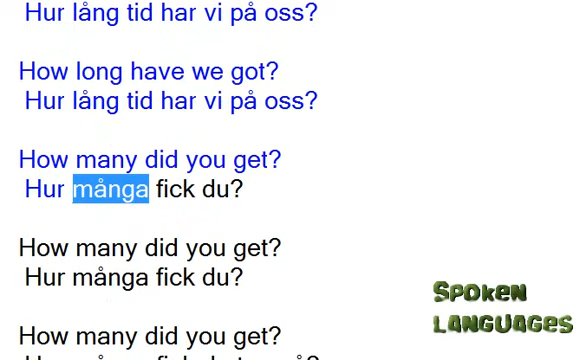 Hur lång tid har vi på oss?
How long have we got?
Hur lång tid har vi på oss?
How many did you get?
Hur många fick du?
How many did you get?
Hur många fick du?
How many did you get?
SPOKEN
LANGUAGES